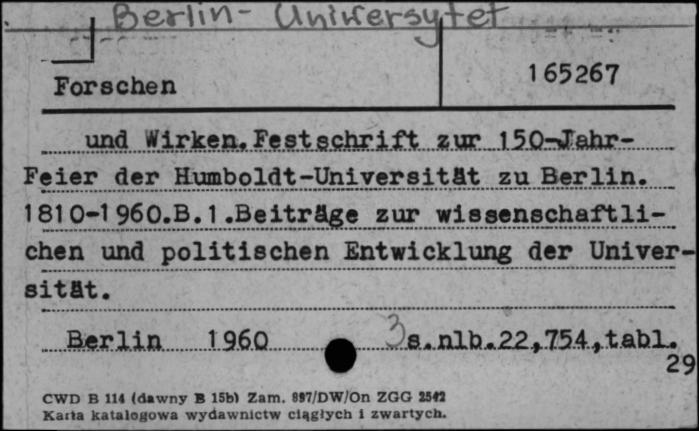 Berlin - Uniwersytet
Forschen
165267
und Wirken.Festschrift zur 150-Jahr-
Feier der Humboldt-Universität zu Berlin.
1810-1960.B.1.Beiträge zur wissenschaftli-
chen und politischen Entwicklung der Univer-
sität.
Berlin 1960 3 s.nlb.22,754,tabl.
29
CWD B 114 (dawny B 15b) Zam. 897/DW/On ZGG 2542
Karta katalogowa wydawnictw ciągłych i zwartych.